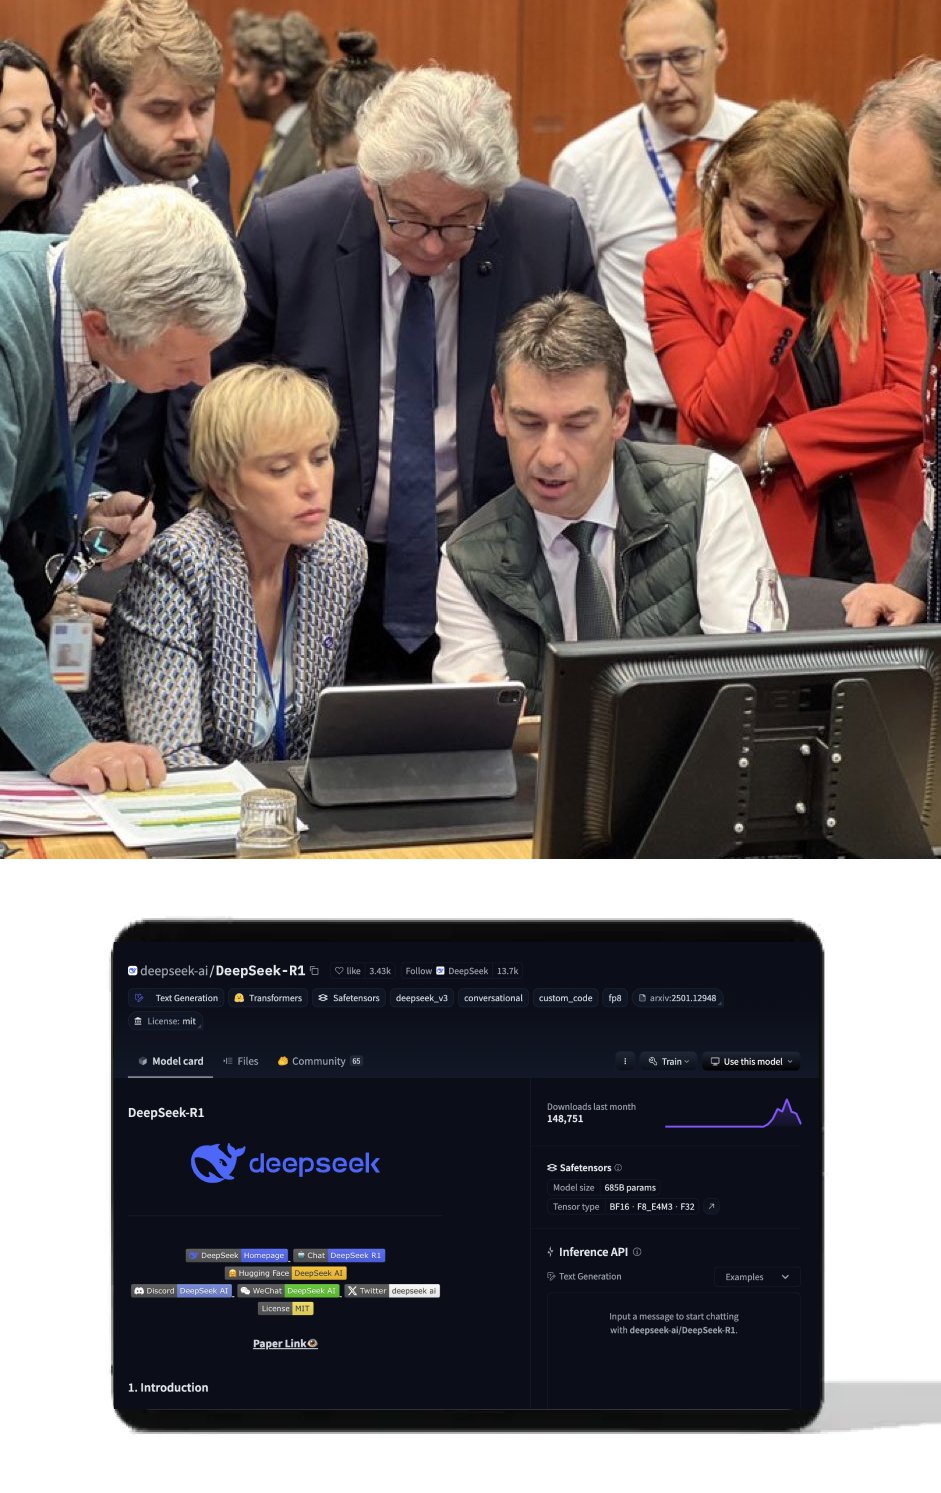 deepseek-ai/DeepSeek-R1 like 3.43k Follow DeepSeek 13.7k
Text Generation Transformers Safetensors deepseek_v3 conversational custom_code fp8 arxiv:2501.12948
License: mit
Model card Files Community 65 Train Use this model
DeepSeek-R1
deepseek
DeepSeek Homepage Chat DeepSeek R1
Hugging Face DeepSeek AI
Discord DeepSeek AI WeChat DeepSeek AI Twitter deepseek ai
License MIT
Paper Link
1. Introduction
Downloads last month
148,751
Safetensors
Model size 685B params
Tensor type BF16 · F8_E4M3 · F32
Inference API
Text Generation Examples
Input a message to start chatting
with deepseek-ai/DeepSeek-R1.